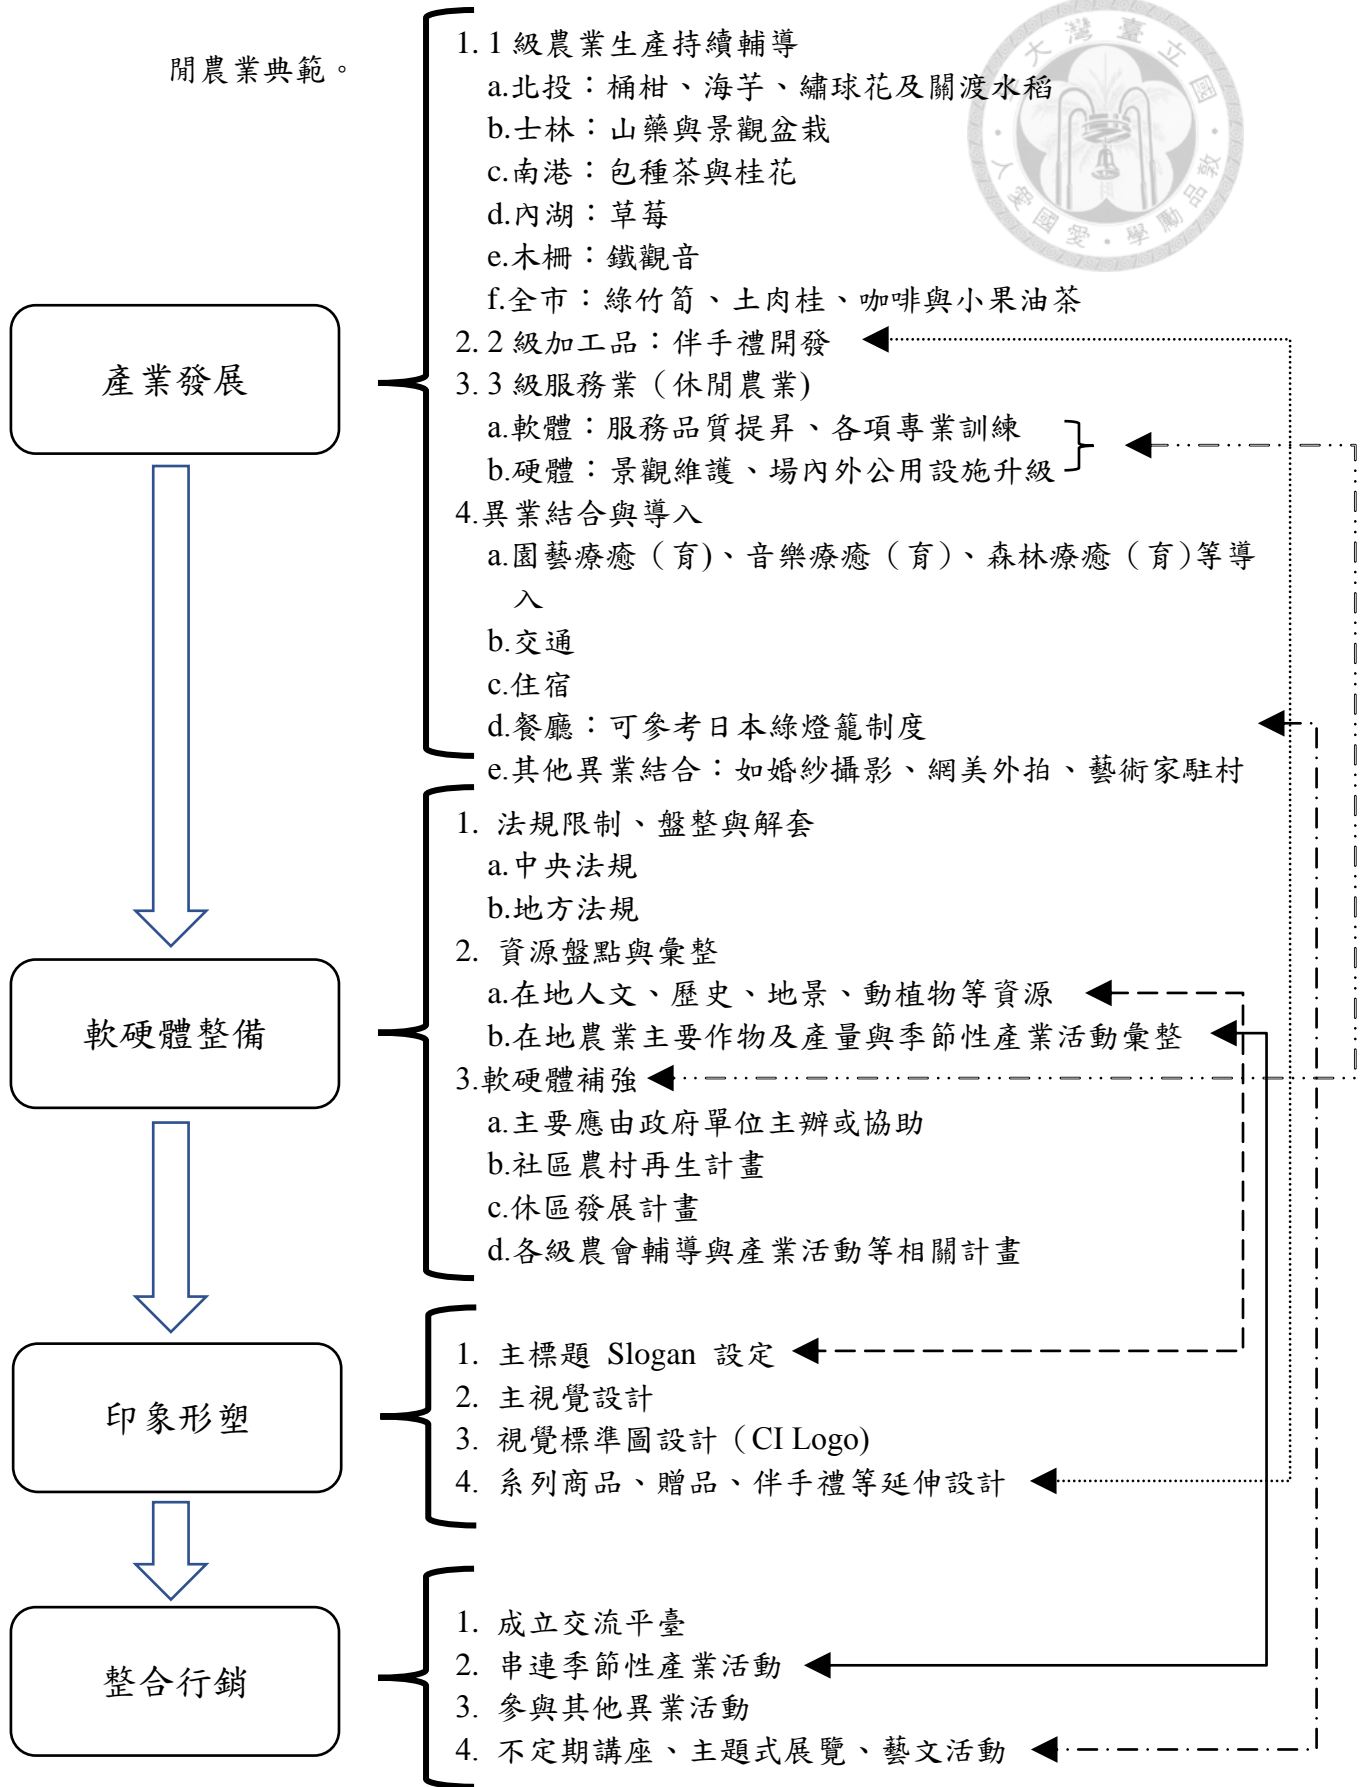 閒農業典範。
1. 1 級農業生產持續輔導
a.北投：桶柑、海芋、繡球花及關渡水稻
b.士林：山藥與景觀盆栽
c.南港：包種茶與桂花
d.內湖：草莓
e.木柵：鐵觀音
f.全市：綠竹筍、土肉桂、咖啡與小果油茶
2. 2 級加工品：伴手禮開發
產業發展
3. 3 級服務業（休閒農業)
a.軟體：服務品質提昇、各項專業訓練
b.硬體：景觀維護、場內外公用設施升級
4.異業結合與導入
a.園藝療癒（育)、音樂療癒（育)、森林療癒（育)等導
入
b.交通
c.住宿
d.餐廳：可參考日本綠燈籠制度
e.其他異業結合：如婚紗攝影、網美外拍、藝術家駐村
1. 法規限制、盤整與解套
a.中央法規
b.地方法規
2. 資源盤點與彙整
a.在地人文、歷史、地景、動植物等資源
軟硬體整備
b.在地農業主要作物及產量與季節性產業活動彙整
3.軟硬體補強
a.主要應由政府單位主辦或協助
b.社區農村再生計畫
c.休區發展計畫
d.各級農會輔導與產業活動等相關計畫
1. 主標題 Slogan 設定
2. 主視覺設計
印象形塑
3. 視覺標準圖設計（CI Logo)
4. 系列商品、贈品、伴手禮等延伸設計
1. 成立交流平臺
2. 串連季節性產業活動
整合行銷
3. 參與其他異業活動
4. 不定期講座、主題式展覽、藝文活動